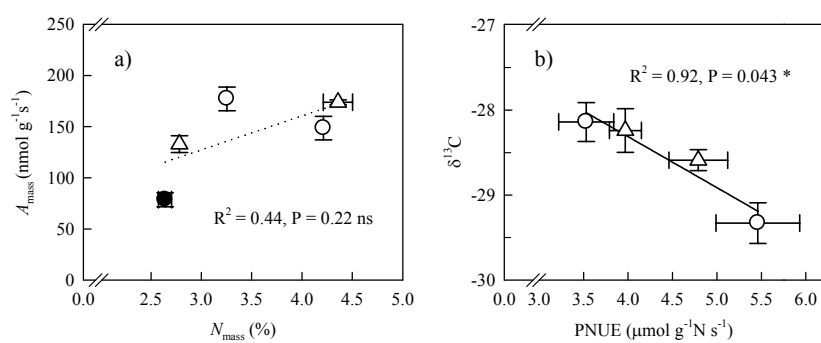 a)
250
200
150
100
50
0
A_mass (nmol g⁻¹s⁻¹)
R² = 0.44, P = 0.22 ns
0.0 2.5 3.0 3.5 4.0 4.5 5.0
N_mass (%)
b)
-27
-28
-29
-30
δ¹³C
R² = 0.92, P = 0.043 *
0.0 3.0 3.5 4.0 4.5 5.0 5.5 6.0
PNUE (μmol g⁻¹N s⁻¹)